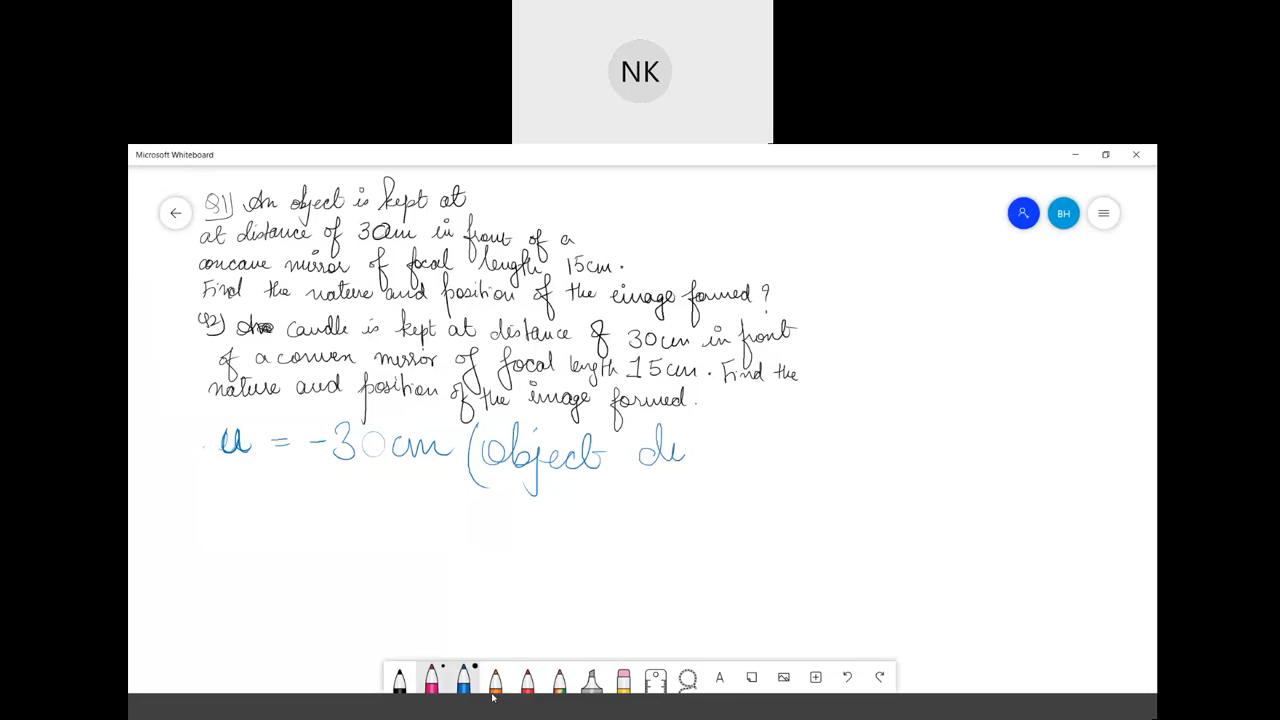 NK
Microsoft Whiteboard
Q1) An object is kept at
at distance of 30cm in front of a
concave mirror of focal length 15cm.
Find the nature and position of the image formed?
Q2) A candle is kept at distance of 30cm in front
of a convex mirror of focal length 15cm. Find the
nature and position of the image formed.
u = -30cm (object di
BH
A